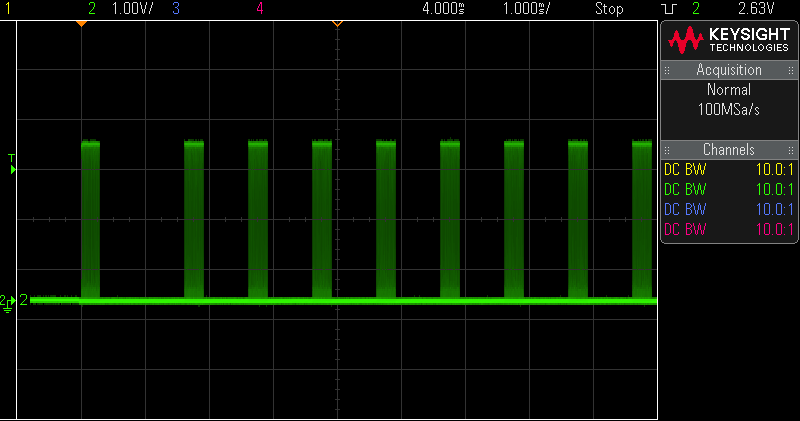 1 2 1.00V/ 3 4 4.000s 1.000s/ Stop 2 2.63V
KEYSIGHT
TECHNOLOGIES
Acquisition
Normal
100MSa/s
Channels
DC BW 10.0:1
DC BW 10.0:1
DC BW 10.0:1
DC BW 10.0:1
T
2 2